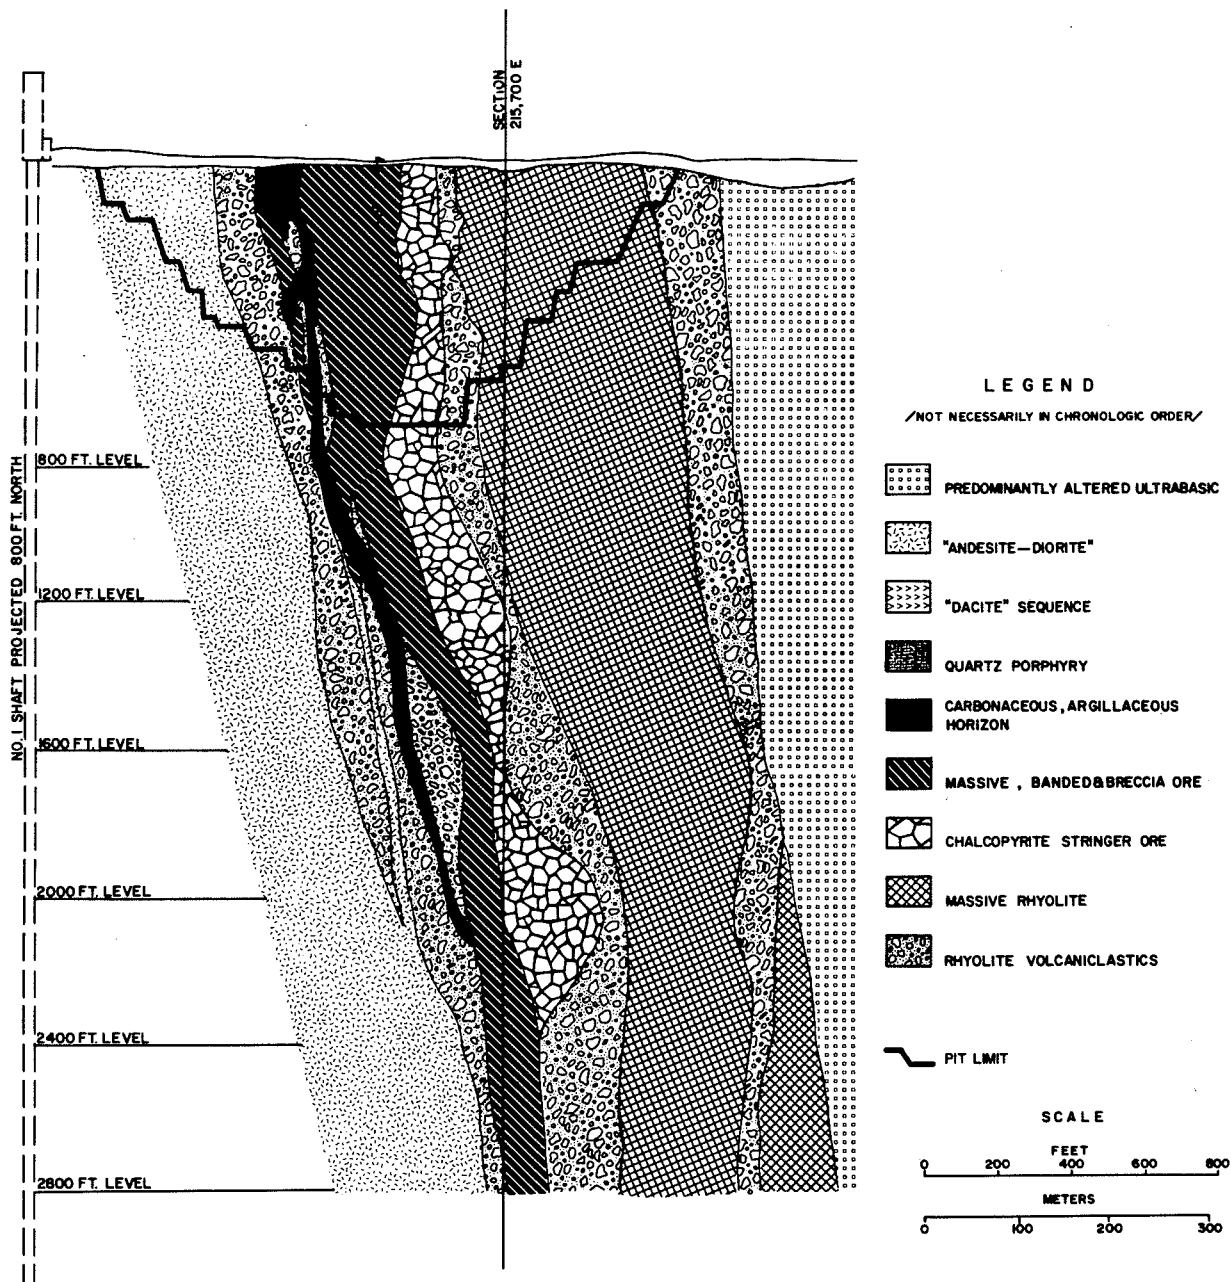 SECTION
215,700 E
NO. 1 SHAFT PROJECTED 800 FT. NORTH
800 FT. LEVEL
1200 FT. LEVEL
1600 FT. LEVEL
2000 FT. LEVEL
2400 FT. LEVEL
2800 FT. LEVEL
LEGEND
/NOT NECESSARILY IN CHRONOLOGIC ORDER/
PREDOMINANTLY ALTERED ULTRABASIC
"ANDESITE—DIORITE"
"DACITE" SEQUENCE
QUARTZ PORPHYRY
CARBONACEOUS, ARGILLACEOUS
HORIZON
MASSIVE , BANDED&BRECCIA ORE
CHALCOPYRITE STRINGER ORE
MASSIVE RHYOLITE
RHYOLITE VOLCANICLASTICS
PIT LIMIT
SCALE
FEET
0 200 400 600 800
METERS
0 100 200 300